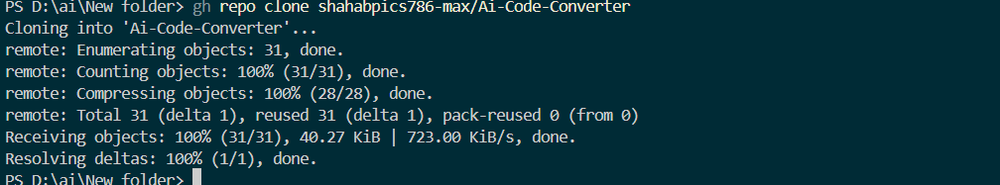 PS D:\ai\New folder> gh repo clone shahabpics786-max/Ai-Code-Converter
Cloning into 'Ai-Code-Converter'...
remote: Enumerating objects: 31, done.
remote: Counting objects: 100% (31/31), done.
remote: Compressing objects: 100% (28/28), done.
remote: Total 31 (delta 1), reused 31 (delta 1), pack-reused 0 (from 0)
Receiving objects: 100% (31/31), 40.27 KiB | 723.00 KiB/s, done.
Resolving deltas: 100% (1/1), done.
PS D:\ai\New folder>